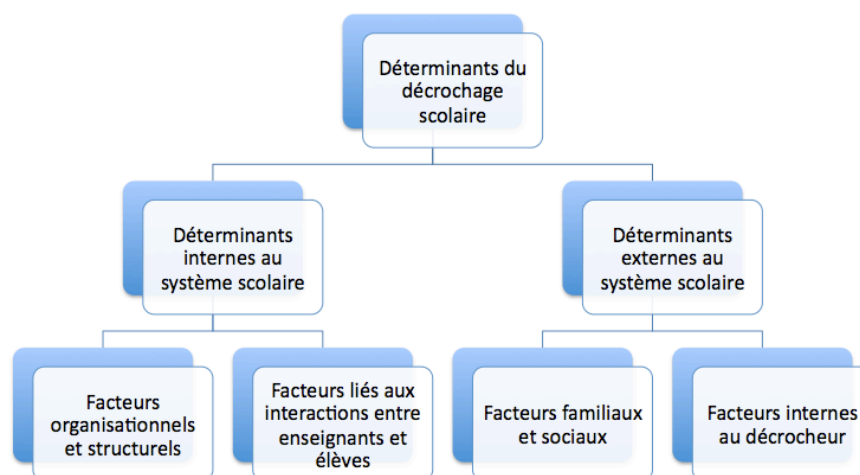 Déterminants du
décrochage
scolaire
Déterminants
internes au
système scolaire
Déterminants
externes au
système scolaire
Facteurs
organisationnels
et structurels
Facteurs liés aux
interactions entre
enseignants et
élèves
Facteurs familiaux
et sociaux
Facteurs internes
au décrocheur